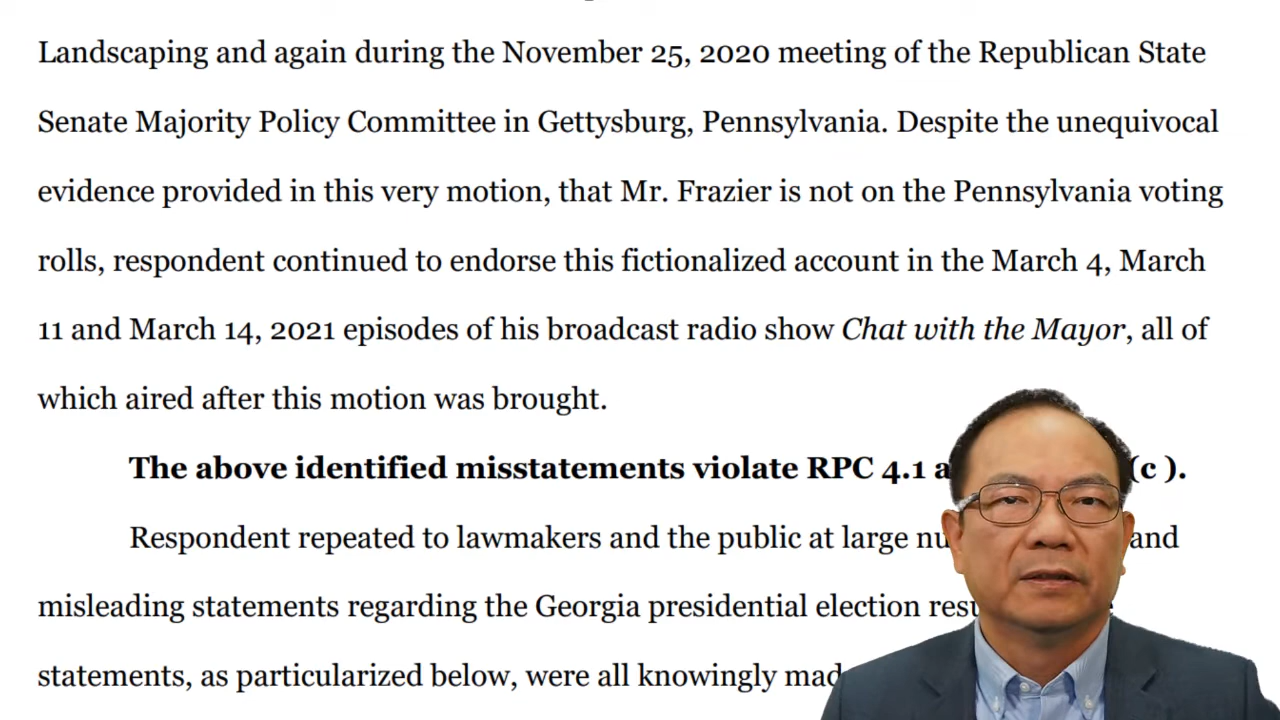 Landscaping and again during the November 25, 2020 meeting of the Republican State
Senate Majority Policy Committee in Gettysburg, Pennsylvania. Despite the unequivocal
evidence provided in this very motion, that Mr. Frazier is not on the Pennsylvania voting
rolls, respondent continued to endorse this fictionalized account in the March 4, March
11 and March 14, 2021 episodes of his broadcast radio show Chat with the Mayor, all of
which aired after this motion was brought.
The above identified misstatements violate RPC 4.1 (c ).
Respondent repeated to lawmakers and the public at large and
misleading statements regarding the Georgia presidential election
statements, as particularized below, were all knowingly